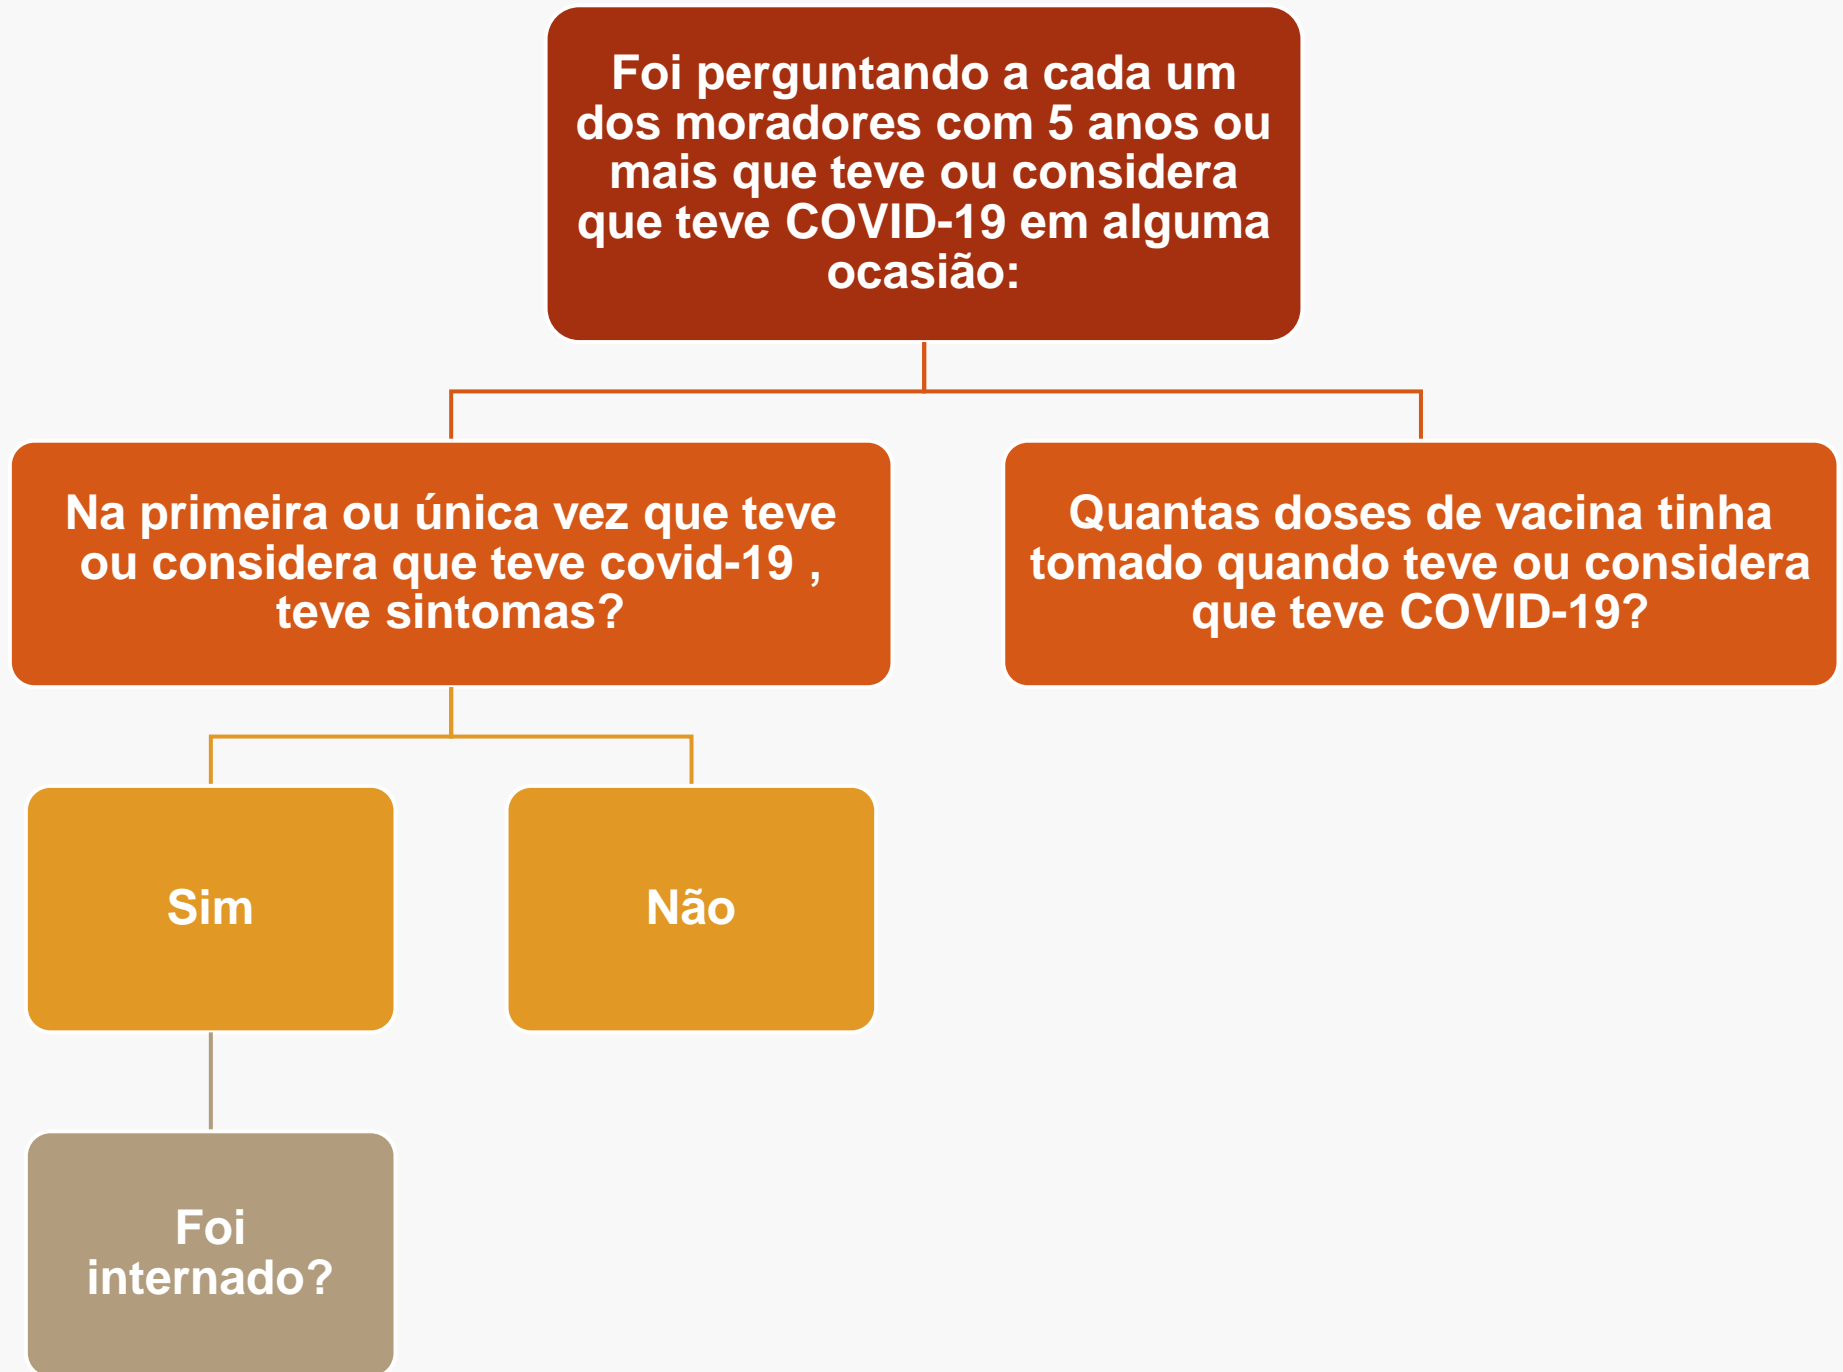 Foi perguntando a cada um
dos moradores com 5 anos ou
mais que teve ou considera
que teve COVID-19 em alguma
ocasião:
Na primeira ou única vez que teve
ou considera que teve covid-19 ,
teve sintomas?
Quantas doses de vacina tinha
tomado quando teve ou considera
que teve COVID-19?
Sim
Não
Foi
internado?